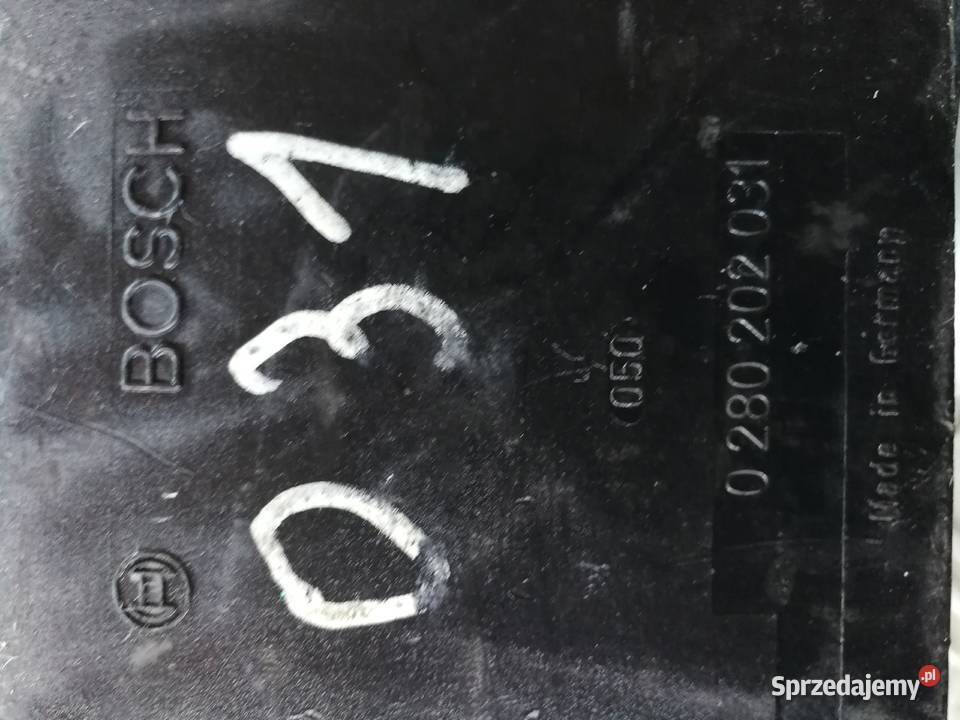 BOSCH
031
050
0 280 202 031
Made in Germany
Sprzedajemy.pl